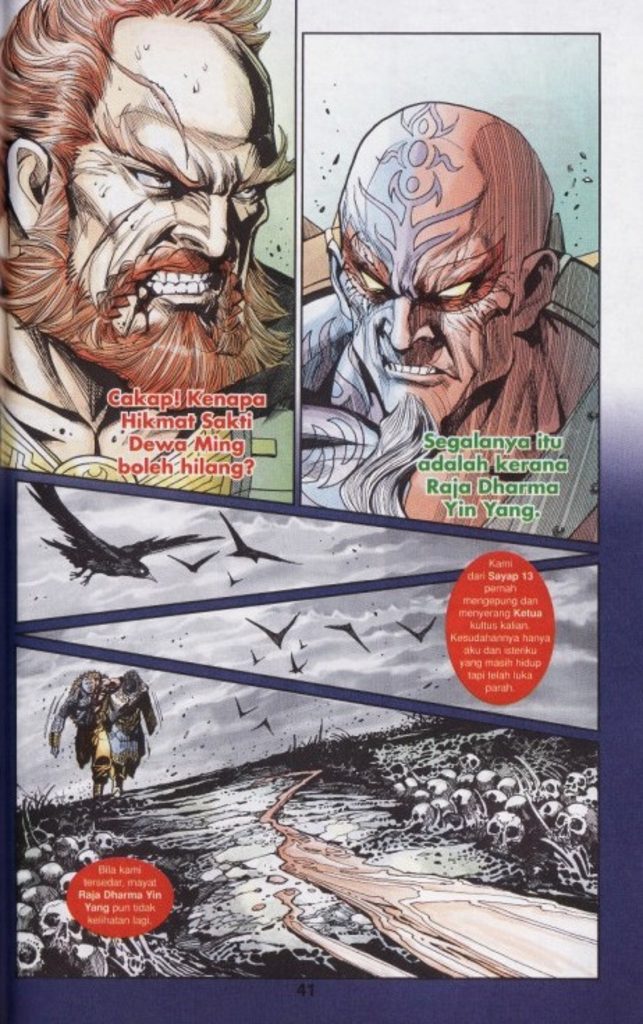 Cakap! Kenapa
Hikmat Sakti
Dewa Ming
boleh hilang?
Segalanya itu
adalah kerana
Raja Dharma
Yin Yang.
Kami
dari Sayap 13
pernah
mengepung dan
menyerang Ketua
kultus kalian.
Kesudahannya hanya
aku dan isteriku
yang masih hidup
tapi telah luka
parah.
Bila kami
tersedar, mayat
Raja Dharma Yin
Yang pun tidak
kelihatan lagi.
41